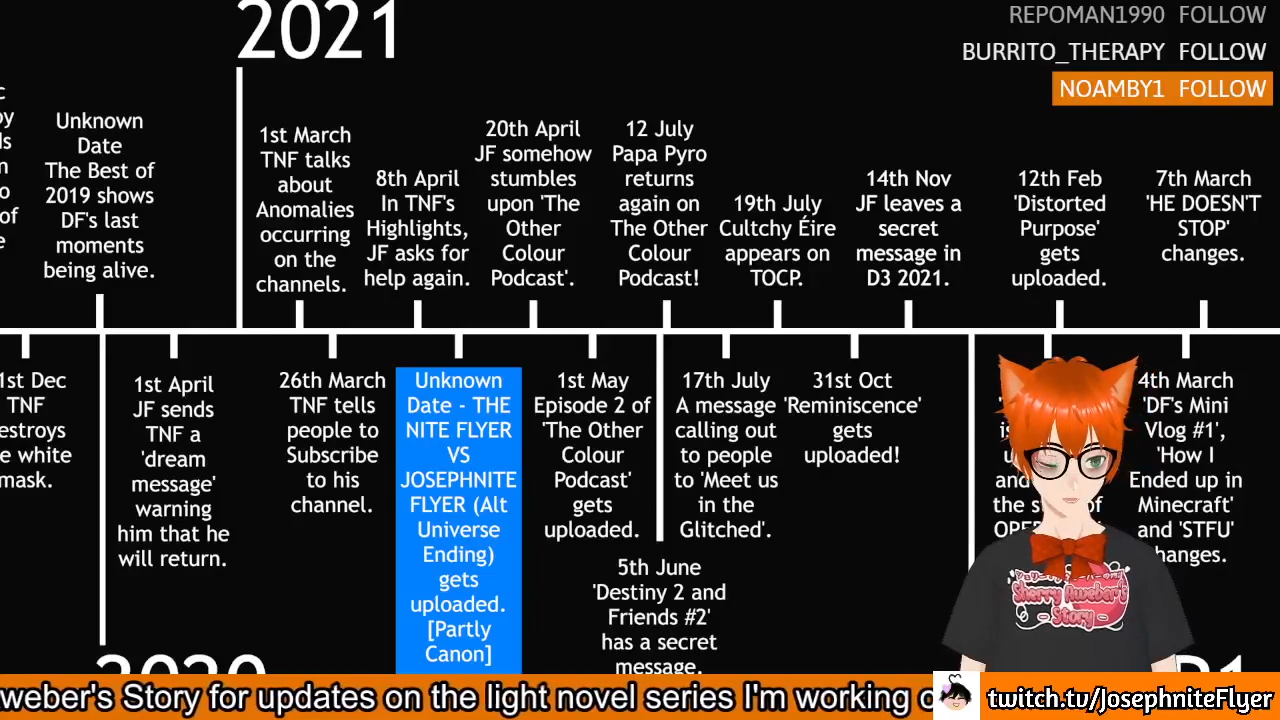 2021
REPOMAN1990 FOLLOW
BURRITO_THERAPY FOLLOW
NOAMBY1 FOLLOW
Unknown
Date
The Best of
2019 shows
DF's last
moments
being alive.
1st March
TNF talks
about
Anomalies
occurring
on the
channels.
8th April
In TNF's
Highlights,
JF asks for
help again.
20th April
JF somehow
stumbles
upon 'The
Other
Colour
Podcast'.
12 July
Papa Pyro
returns
again on
The Other
Colour
Podcast!
19th July
Cultchy Éire
appears on
TOCP.
14th Nov
JF leaves a
secret
message in
D3 2021.
12th Feb
'Distorted
Purpose'
gets
uploaded.
7th March
'HE DOESN'T
STOP'
changes.
1st Dec
TNF
white
mask.
1st April
JF sends
TNF a
'dream
message'
warning
him that he
will return.
26th March
TNF tells
people to
Subscribe
to his
channel.
Unknown
Date - THE
NITE FLYER
VS
JOSEPHNITE
FLYER (Alt
Universe
Ending)
gets
uploaded.
[Partly
Canon]
1st May
Episode 2 of
'The Other
Colour
Podcast'
gets
uploaded.
5th June
'Destiny 2 and
Friends #2'
has a secret
message.
17th July
A message
calling out
to people
to 'Meet us
in the
Glitched'.
31st Oct
'Reminiscence'
gets
uploaded!
4th March
'DF's Mini
Vlog #1',
'How I
Ended up in
Minecraft'
and 'STFU'
changes.
2020
Sherry Aweber's
Story
weber's Story for updates on the light novel series I'm working
twitch.tv/JosephniteFlyer